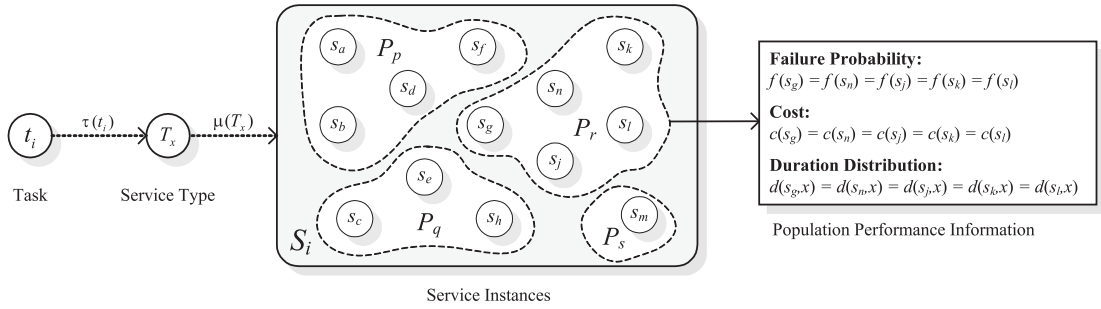 t_i
Task
τ(t_i)
T_x
Service Type
μ(T_x)
S_i
s_a
P_p
s_f
s_d
s_b
s_k
s_n
s_g
P_r
s_l
s_j
s_e
s_c
P_q
s_h
s_m
P_s
Service Instances
Failure Probability:
f(s_g) = f(s_n) = f(s_j) = f(s_k) = f(s_l)
Cost:
c(s_g) = c(s_n) = c(s_j) = c(s_k) = c(s_l)
Duration Distribution:
d(s_g,x) = d(s_n,x) = d(s_j,x) = d(s_k,x) = d(s_l,x)
Population Performance Information